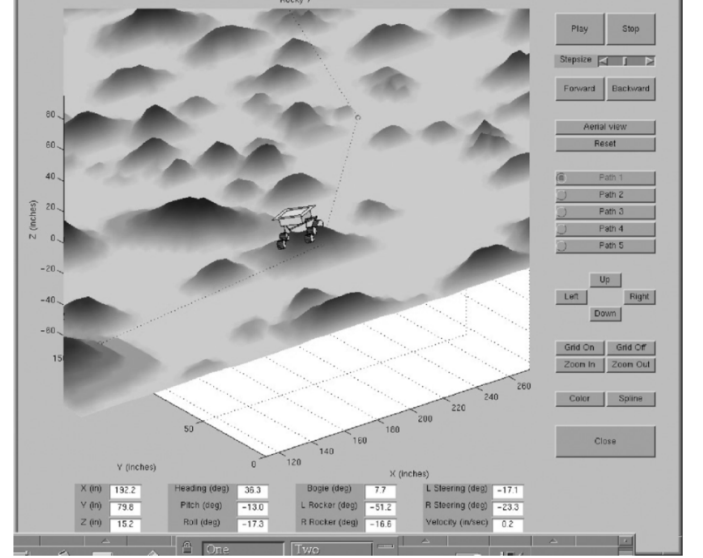 Rocky 7
Play Stop
Stepsize
Forward Backward
Aerial view
Reset
Path 1
Path 2
Path 3
Path 4
Path 5
Up
Left Right
Down
Grid On Grid Off
Zoom In Zoom Out
Color Spline
Close
Z (inches)
80
60
40
20
0
−20
−40
−60
15
50
0
120
140
160
180
200
220
240
260
Y (inches)
X (inches)
X (in) 192.2 Heading (deg) 36.3 Bogie (deg) 7.7 L Steering (deg) −17.1
Y (in) 79.8 Pitch (deg) −13.0 L Rocker (deg) −51.2 R Steering (deg) −23.3
Z (in) 15.2 Roll (deg) −17.3 R Rocker (deg) −16.6 Velocity (in/sec) 0.2
One Two